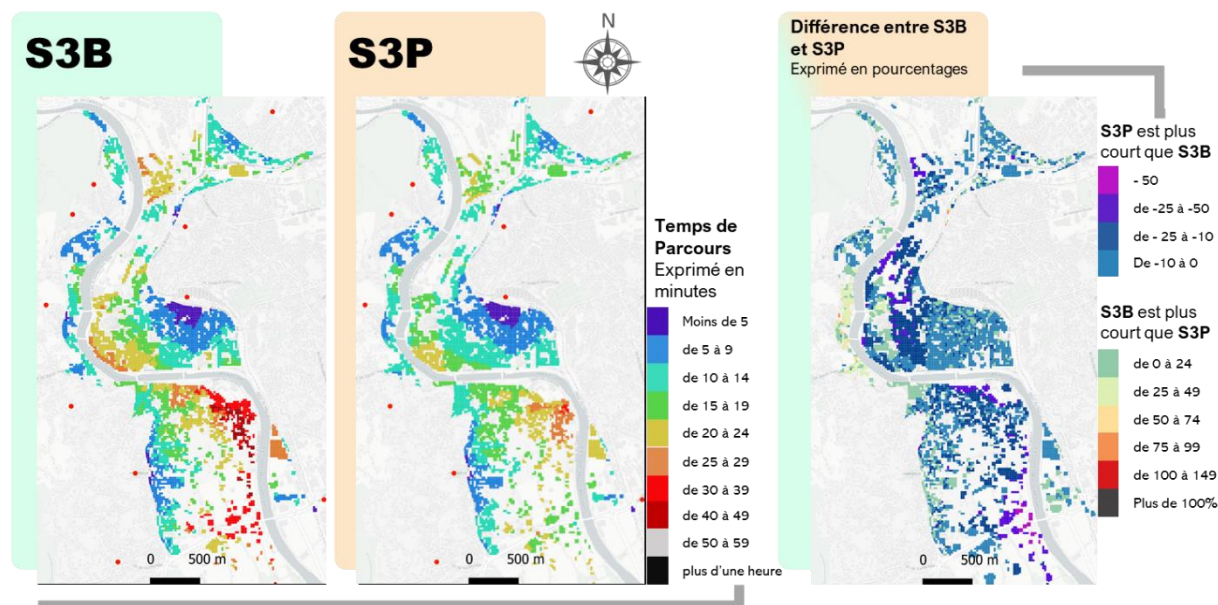 S3B
S3P
N
Différence entre S3B
et S3P
Exprimé en pourcentages
Temps de
Parcours
Exprimé en
minutes
Moins de 5
de 5 à 9
de 10 à 14
de 15 à 19
de 20 à 24
de 25 à 29
de 30 à 39
de 40 à 49
de 50 à 59
plus d'une heure
S3P est plus
court que S3B
- 50
de -25 à -50
de - 25 à -10
De -10 à 0
S3B est plus
court que S3P
de 0 à 24
de 25 à 49
de 50 à 74
de 75 à 99
de 100 à 149
Plus de 100%
0 500 m
0 500 m
0 500 m